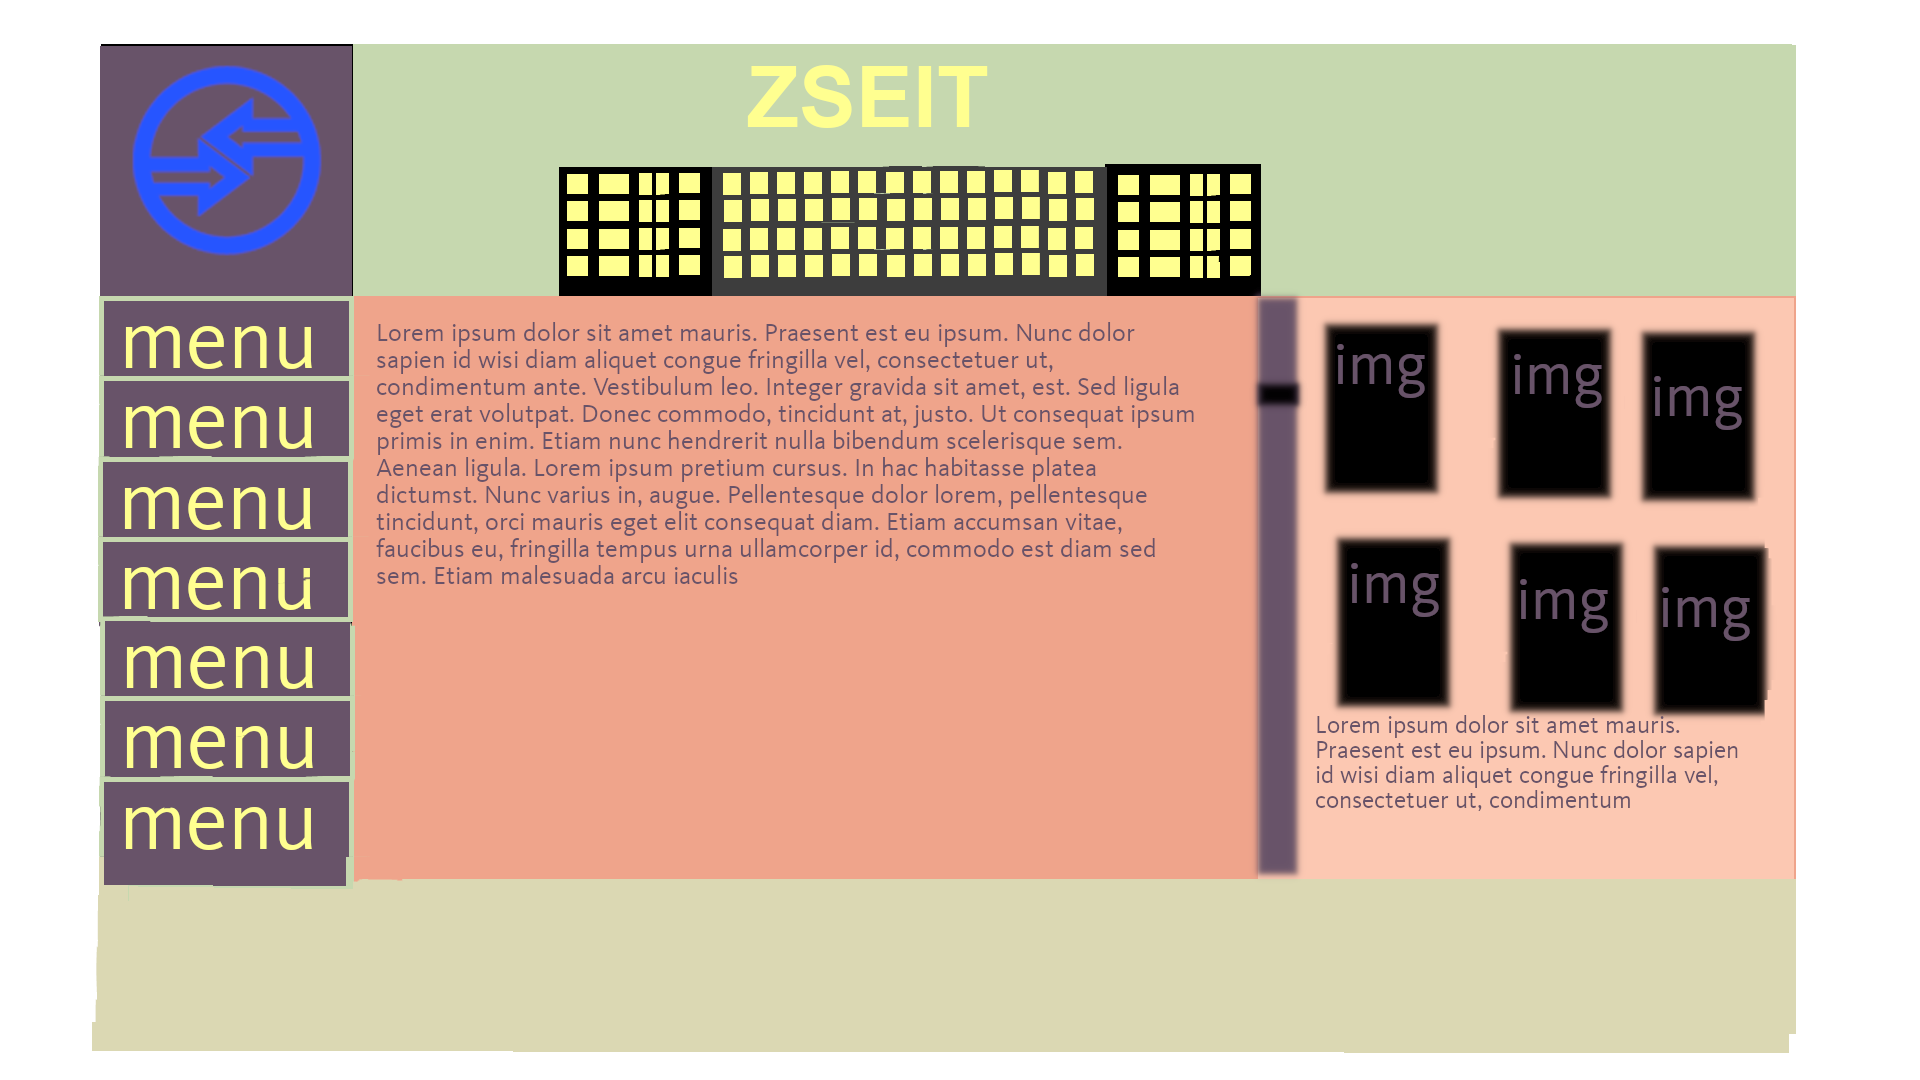 ZSEIT
menu
menu
menu
menu
menu
menu
menu
Lorem ipsum dolor sit amet mauris. Praesent est eu ipsum. Nunc dolor
sapien id wisi diam aliquet congue fringilla vel, consectetuer ut,
condimentum ante. Vestibulum leo. Integer gravida sit amet, est. Sed ligula
eget erat volutpat. Donec commodo, tincidunt at, justo. Ut consequat ipsum
primis in enim. Etiam nunc hendrerit nulla bibendum scelerisque sem.
Aenean ligula. Lorem ipsum pretium cursus. In hac habitasse platea
dictumst. Nunc varius in, augue. Pellentesque dolor lorem, pellentesque
tincidunt, orci mauris eget elit consequat diam. Etiam accumsan vitae,
faucibus eu, fringilla tempus urna ullamcorper id, commodo est diam sed
sem. Etiam malesuada arcu iaculis
img
img
img
img
img
img
Lorem ipsum dolor sit amet mauris.
Praesent est eu ipsum. Nunc dolor sapien
id wisi diam aliquet congue fringilla vel,
consectetuer ut, condimentum